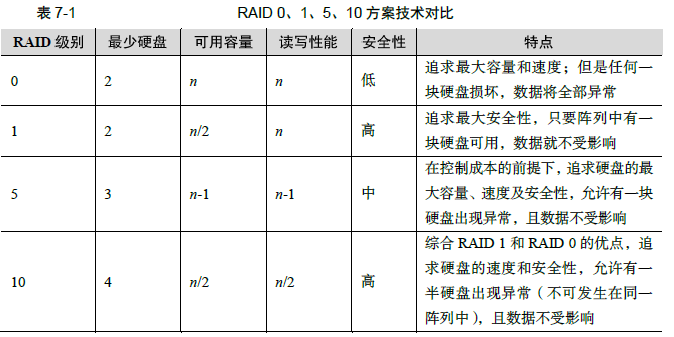 表 7-1 RAID 0、1、5、10 方案技术对比
RAID 级别 最少硬盘 可用容量 读写性能 安全性 特点
0 2 n n 低 追求最大容量和速度；但是任何一
块硬盘损坏，数据将全部异常
1 2 n/2 n 高 追求最大安全性，只要阵列中有一
块硬盘可用，数据就不受影响
5 3 n-1 n-1 中 在控制成本的前提下，追求硬盘的最
大容量、速度及安全性，允许有一块
硬盘出现异常，且数据不受影响
10 4 n/2 n/2 高 综合 RAID 1 和 RAID 0 的优点，追
求硬盘的速度和安全性，允许有一
半硬盘出现异常（不可发生在同一
阵列中），且数据不受影响